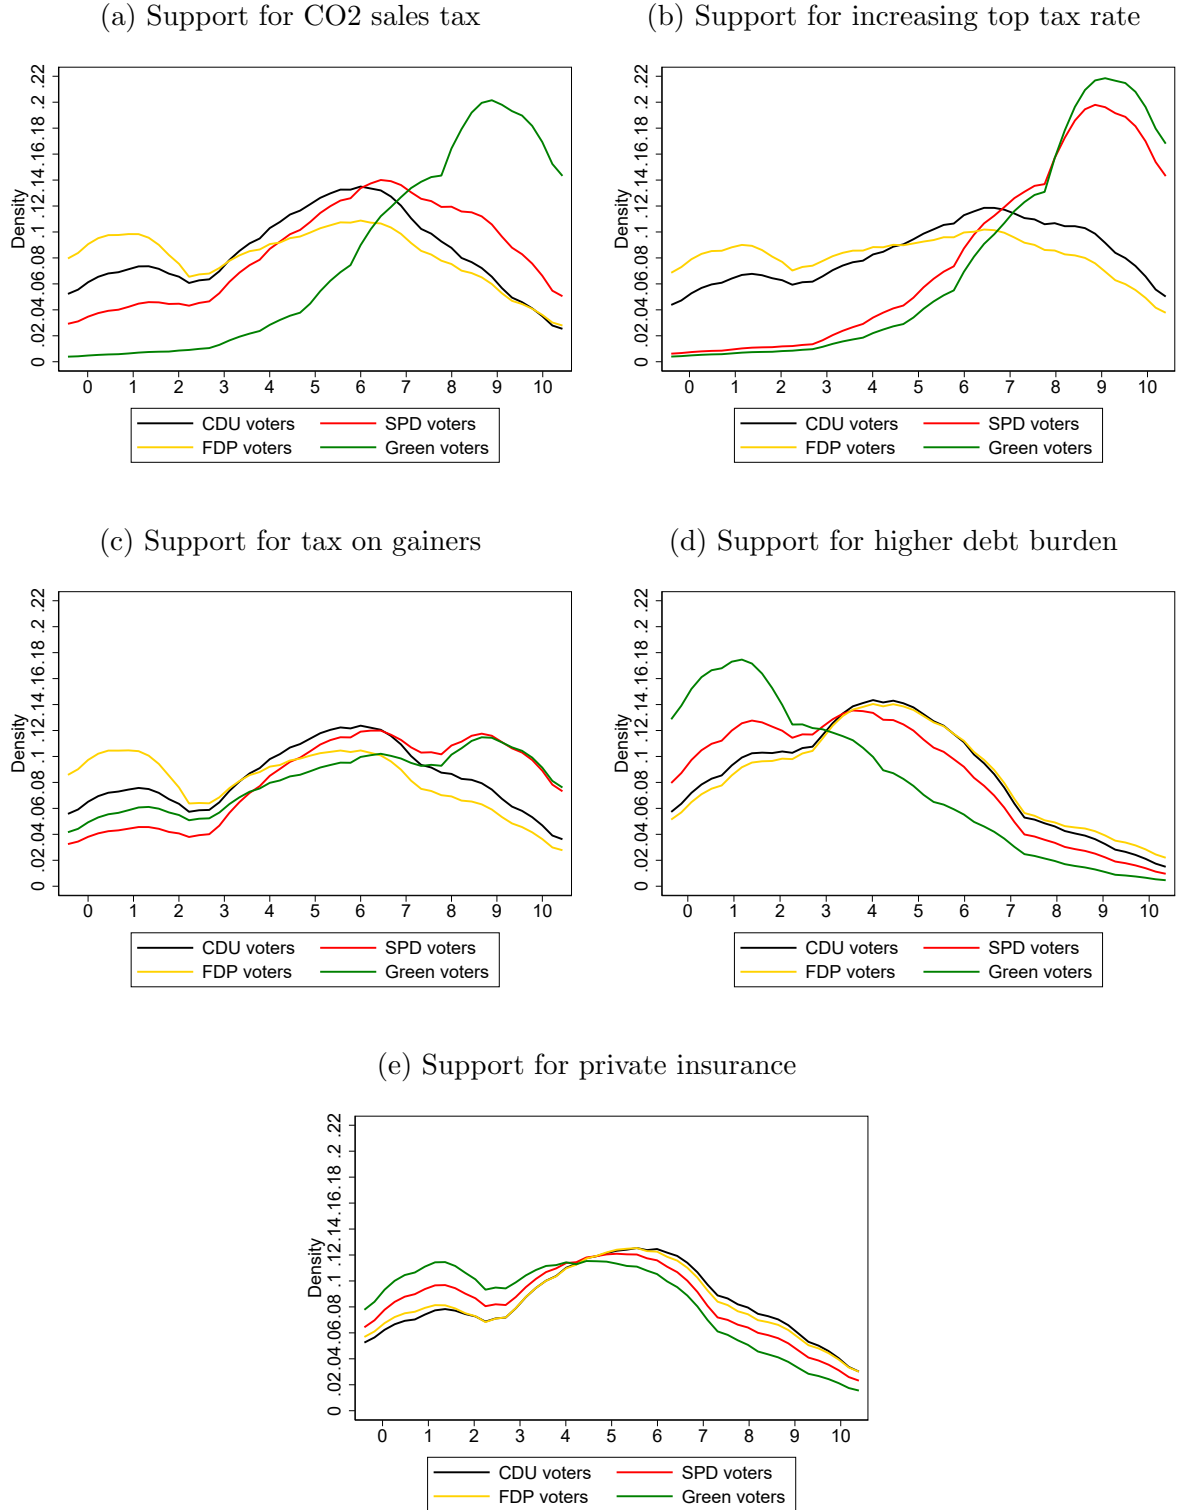 (a) Support for CO2 sales tax
(b) Support for increasing top tax rate
Density
0 .02 .04 .06 .08 .1 .12 .14 .16 .18 .2 .22
0 1 2 3 4 5 6 7 8 9 10
CDU voters SPD voters
FDP voters Green voters
Density
0 .02 .04 .06 .08 .1 .12 .14 .16 .18 .2 .22
0 1 2 3 4 5 6 7 8 9 10
CDU voters SPD voters
FDP voters Green voters
(c) Support for tax on gainers
(d) Support for higher debt burden
Density
0 .02 .04 .06 .08 .1 .12 .14 .16 .18 .2 .22
0 1 2 3 4 5 6 7 8 9 10
CDU voters SPD voters
FDP voters Green voters
Density
0 .02 .04 .06 .08 .1 .12 .14 .16 .18 .2 .22
0 1 2 3 4 5 6 7 8 9 10
CDU voters SPD voters
FDP voters Green voters
(e) Support for private insurance
Density
0 .02 .04 .06 .08 .1 .12 .14 .16 .18 .2 .22
0 1 2 3 4 5 6 7 8 9 10
CDU voters SPD voters
FDP voters Green voters